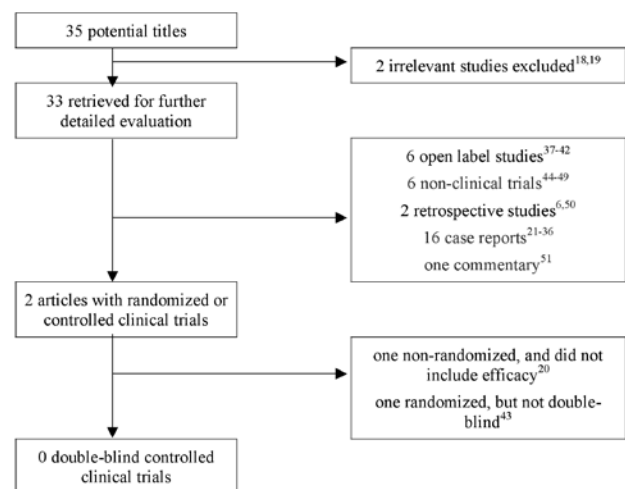 35 potential titles
2 irrelevant studies excluded18,19
33 retrieved for further
detailed evaluation
6 open label studies37-42
6 non-clinical trials44-49
2 retrospective studies6,50
16 case reports21-36
one commentary51
2 articles with randomized or
controlled clinical trials
one non-randomized, and did not
include efficacy20
one randomized, but not double-
blind43
0 double-blind controlled
clinical trials